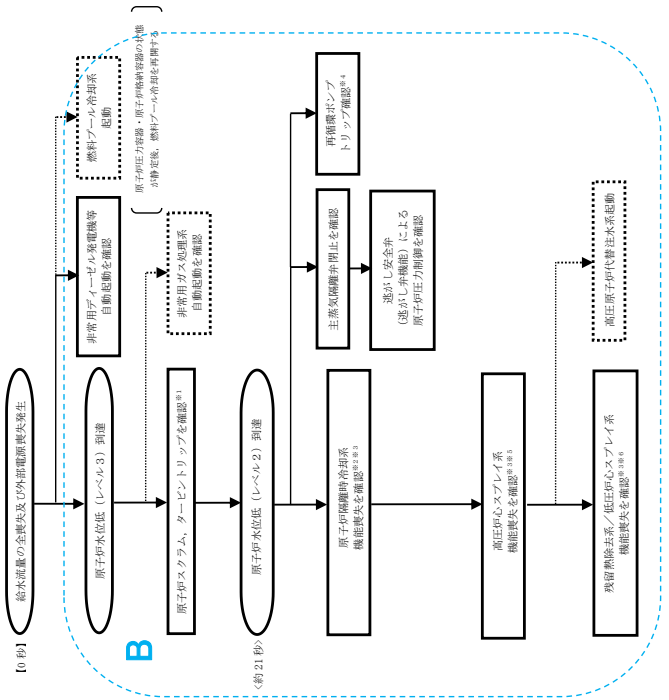 【0 秒】
給水流量の全喪失及び外部電源喪失発生
非常用ディーゼル発電機等
自動起動を確認
燃料プール冷却系
起動
原子炉圧力容器・原子炉格納容器の状態
が静定後，燃料プール冷却を再開する
原子炉水位低（レベル３）到達
非常用ガス処理系
自動起動を確認
B
原子炉スクラム，タービントリップを確認※1
<約 21 秒>
原子炉水位低（レベル２）到達
再循環ポンプ
トリップ確認※4
主蒸気隔離弁閉止を確認
逃がし安全弁
（逃がし弁機能）による
原子炉圧力制御を確認
原子炉隔離時冷却系
機能喪失を確認※2※3
高圧炉心スプレイ系
機能喪失を確認※3※5
高圧原子炉代替注水系起動
残留熱除去系／低圧炉心スプレイ系
機能喪失を確認※3※6